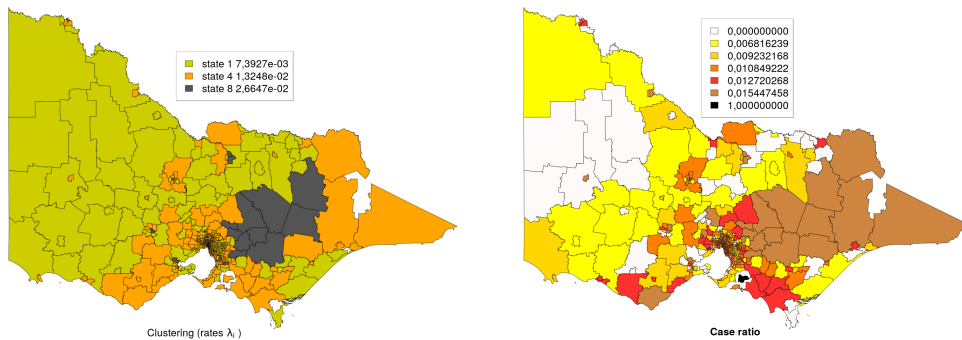 state 1 7,3927e-03
state 4 1,3248e-02
state 8 2,6647e-02
Clustering (rates λi )
0,000000000
0,006816239
0,009232168
0,010849222
0,012720268
0,015447458
1,000000000
Case ratio